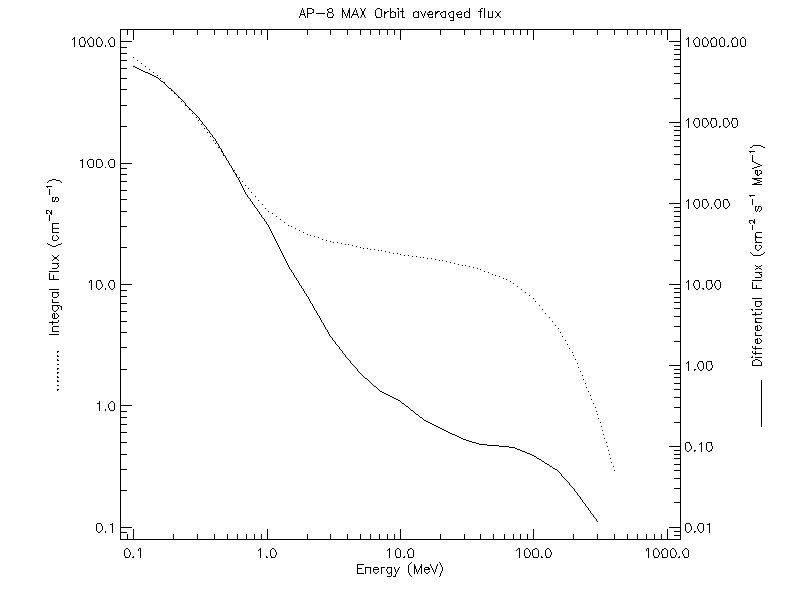 AP-8 MAX Orbit averaged flux
1000.0
100.0
10.0
1.0
0.1
Integral Flux (cm⁻² s⁻¹)
10000.00
1000.00
100.00
10.00
1.00
0.10
0.01
Differential Flux (cm⁻² s⁻¹ MeV⁻¹)
0.1 1.0 10.0 100.0 1000.0
Energy (MeV)